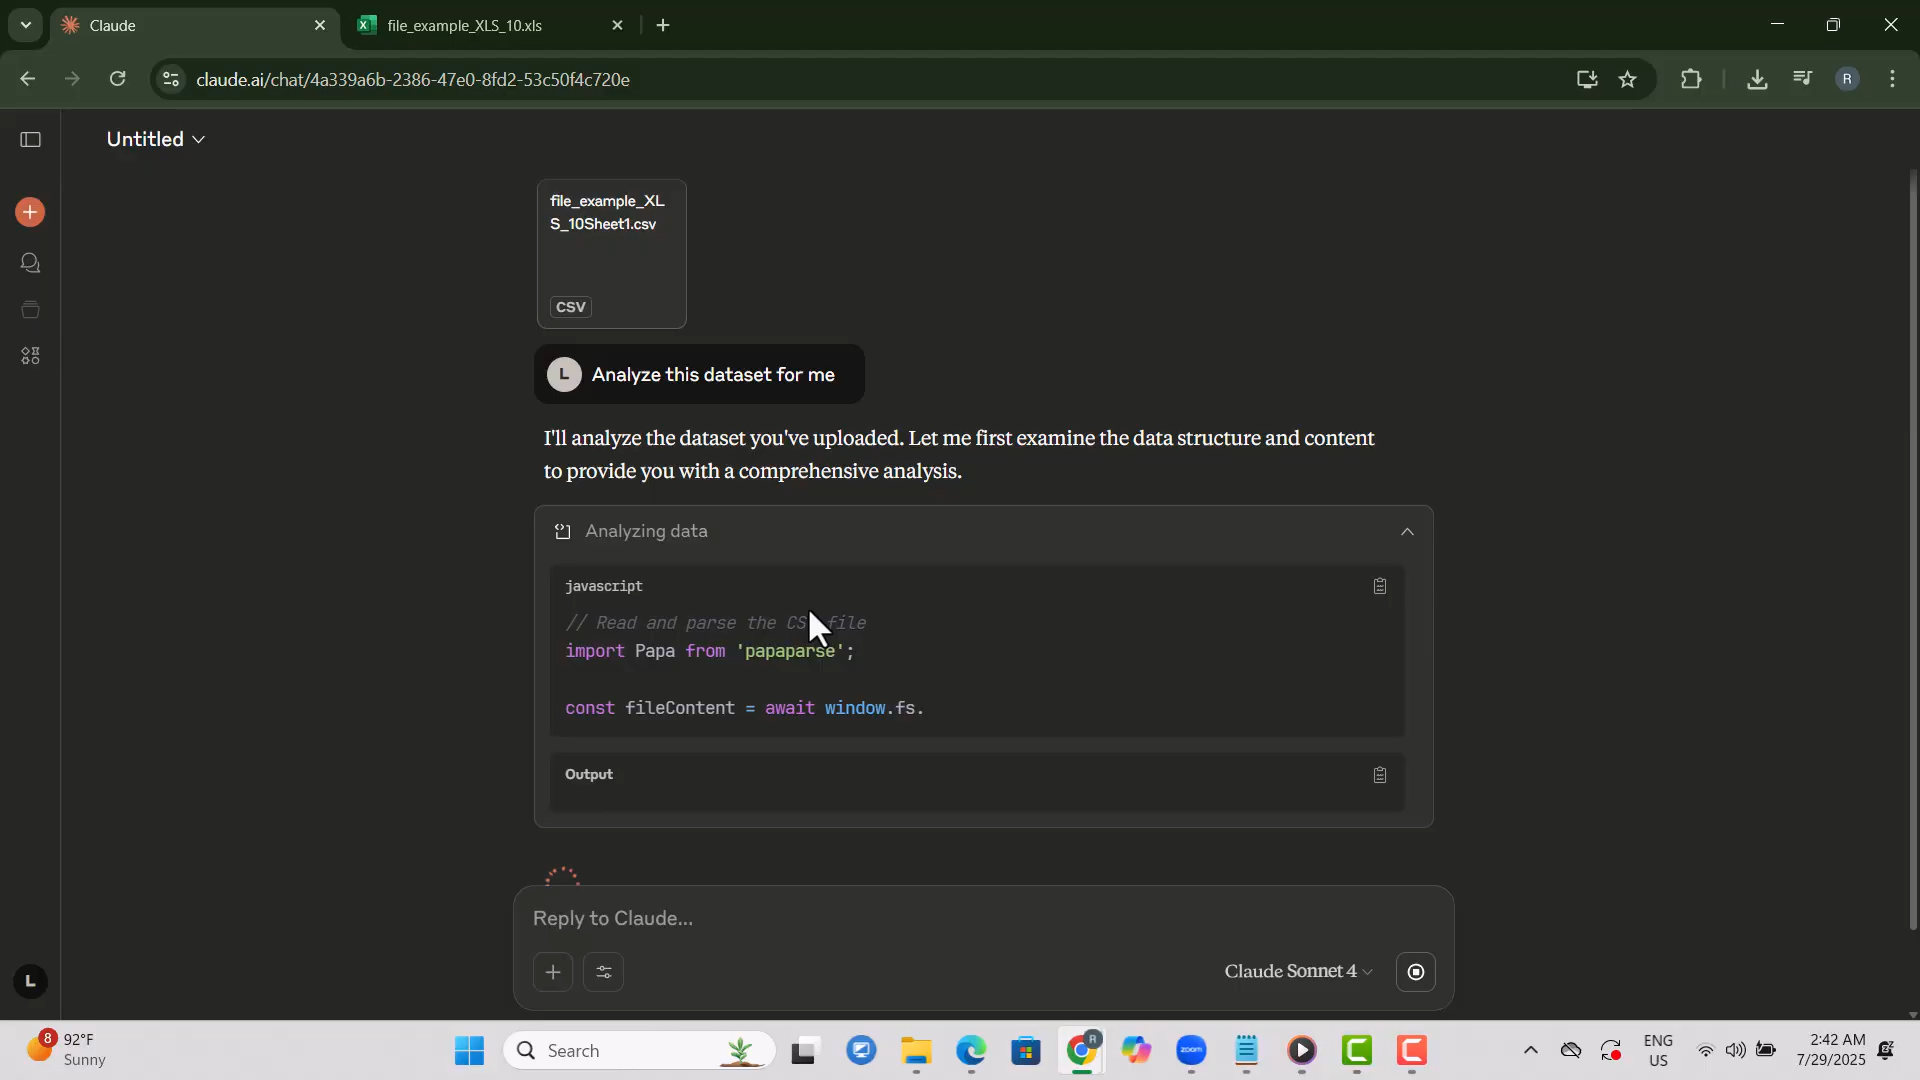 Claude
file_example_XLS_10.xls
claude.ai/chat/4a339a6b-2386-47e0-8fd2-53c50f4c720e
R
Untitled
file_example_XL
S_10Sheet1.csv
CSV
L
Analyze this dataset for me
I'll analyze the dataset you've uploaded. Let me first examine the data structure and content
to provide you with a comprehensive analysis.
Analyzing data
javascript
// Read and parse the CSV file
import Papa from 'papaparse';
const fileContent = await window.fs.
Output
Reply to Claude...
Claude Sonnet 4
L
8
92°F
Sunny
Search
R
zoom
ENG
US
2:42 AM
7/29/2025